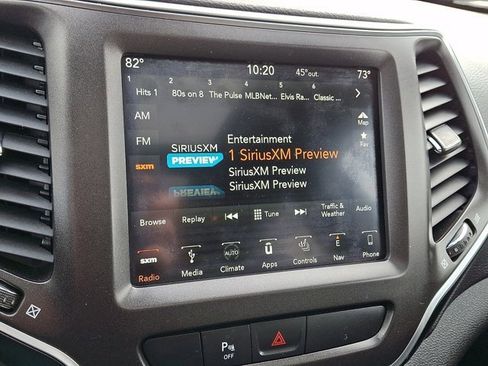 82°
10:20
45°out.
73°
1 2 3 4 5 6
Hits 1 80s on 8 The Pulse MLBNet... Elvis Ra... Classic ...
AM
Map
FM
Fav
sxm
SIRIUSXM
PREVIEW
Entertainment
1 SiriusXM Preview
SiriusXM Preview
SiriusXM Preview
Browse Replay Tune Traffic & Weather Audio
sxm AUTO ü E
Radio Media Climate Apps Controls Nav Phone
P
OFF